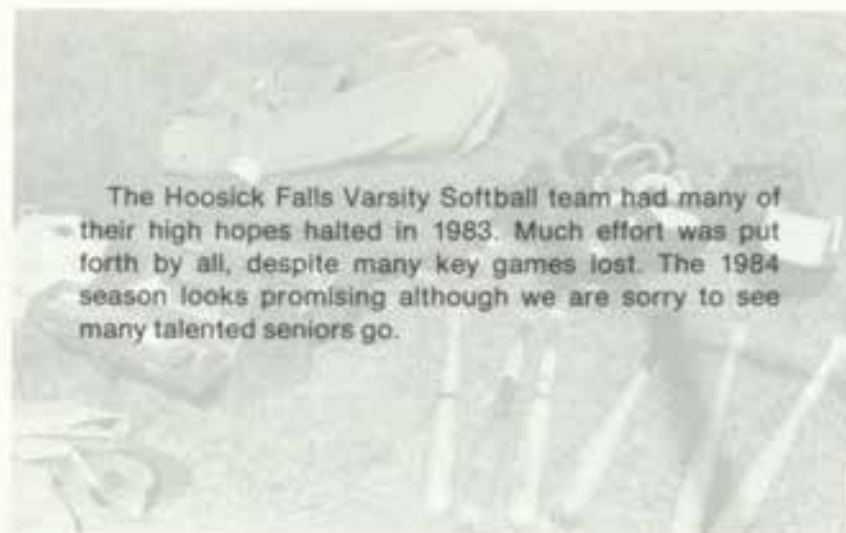 The Hoosick Falls Varsity Softball team had many of
their high hopes halted in 1983. Much effort was put
forth by all, despite many key games lost. The 1984
season looks promising although we are sorry to see
many talented seniors go.